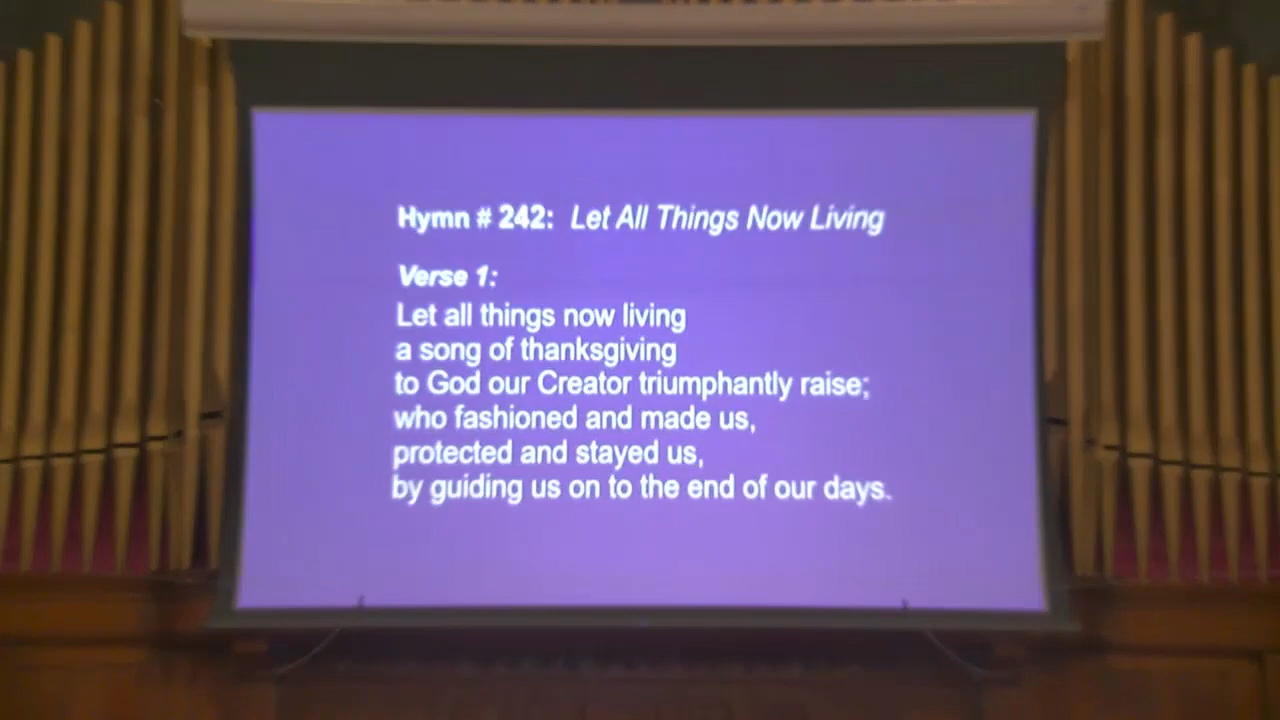 Hymn # 242: Let All Things Now Living
Verse 1:
Let all things now living
a song of thanksgiving
to God our Creator triumphantly raise;
who fashioned and made us,
protected and stayed us,
by guiding us on to the end of our days.